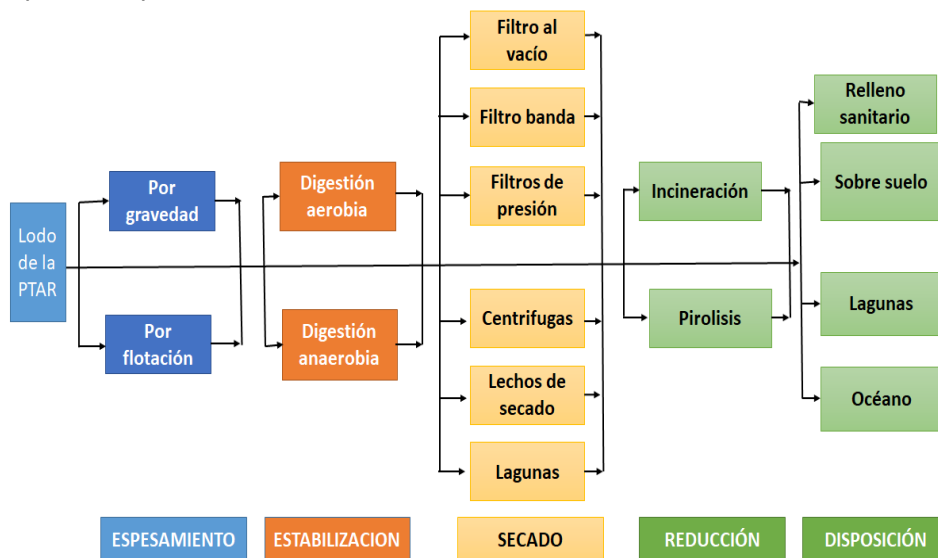 Lodo
de la
PTAR
Por
gravedad
Por
flotación
Digestión
aerobia
Digestión
anaerobia
Filtro al
vacío
Filtro banda
Filtros de
presión
Centrifugas
Lechos de
secado
Lagunas
Incineración
Pirolisis
Relleno
sanitario
Sobre suelo
Lagunas
Océano
ESPESAMIENTO
ESTABILIZACION
SECADO
REDUCCIÓN
DISPOSICIÓN